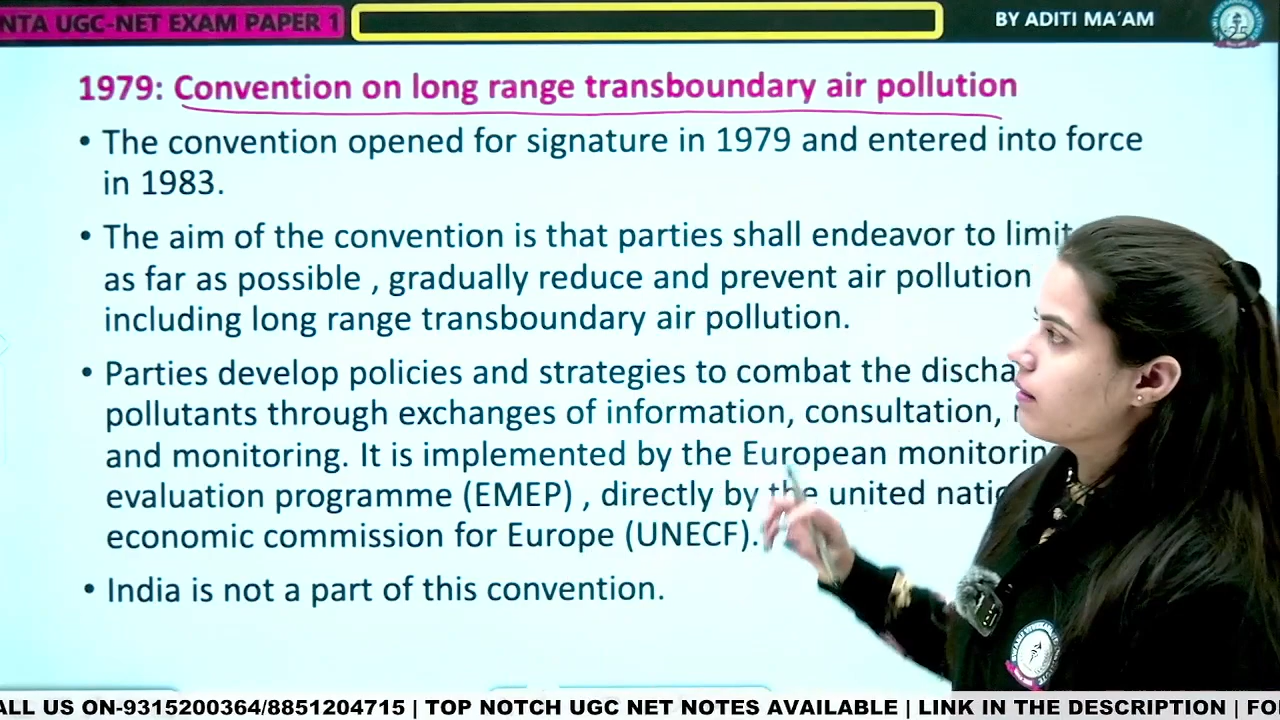 NTA UGC-NET EXAM PAPER 1
BY ADITI MA'AM
1979: Convention on long range transboundary air pollution
• The convention opened for signature in 1979 and entered into force
in 1983.
• The aim of the convention is that parties shall endeavor to limit
as far as possible , gradually reduce and prevent air pollution
including long range transboundary air pollution.
• Parties develop policies and strategies to combat the discha
pollutants through exchanges of information, consultation,
and monitoring. It is implemented by the European monitorin
evaluation programme (EMEP) , directly by the united natio
economic commission for Europe (UNECF).
• India is not a part of this convention.
ALL US ON-9315200364/8851204715 | TOP NOTCH UGC NET NOTES AVAILABLE | LINK IN THE DESCRIPTION | FO